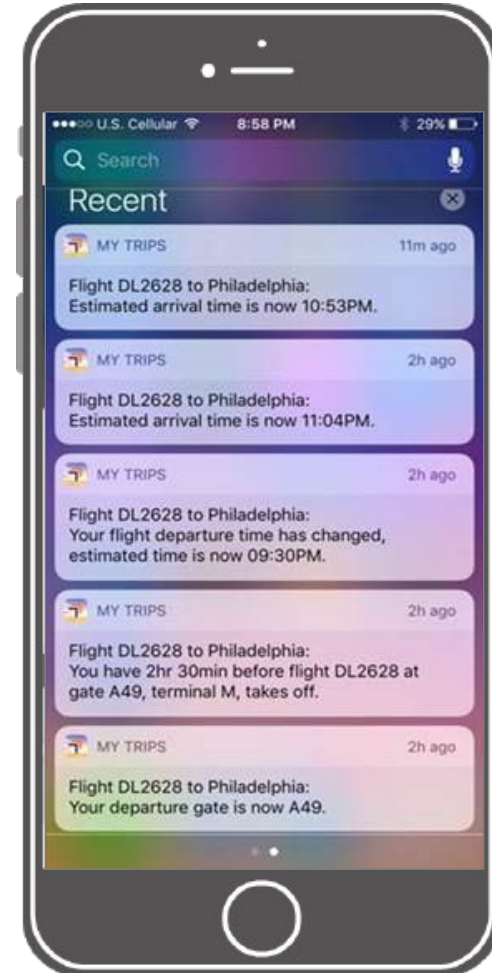 U.S. Cellular 8:58 PM 29%
Search
Recent
MY TRIPS 11m ago
Flight DL2628 to Philadelphia:
Estimated arrival time is now 10:53PM.
MY TRIPS 2h ago
Flight DL2628 to Philadelphia:
Estimated arrival time is now 11:04PM.
MY TRIPS 2h ago
Flight DL2628 to Philadelphia:
Your flight departure time has changed,
estimated time is now 09:30PM.
MY TRIPS 2h ago
Flight DL2628 to Philadelphia:
You have 2hr 30min before flight DL2628 at
gate A49, terminal M, takes off.
MY TRIPS 2h ago
Flight DL2628 to Philadelphia:
Your departure gate is now A49.